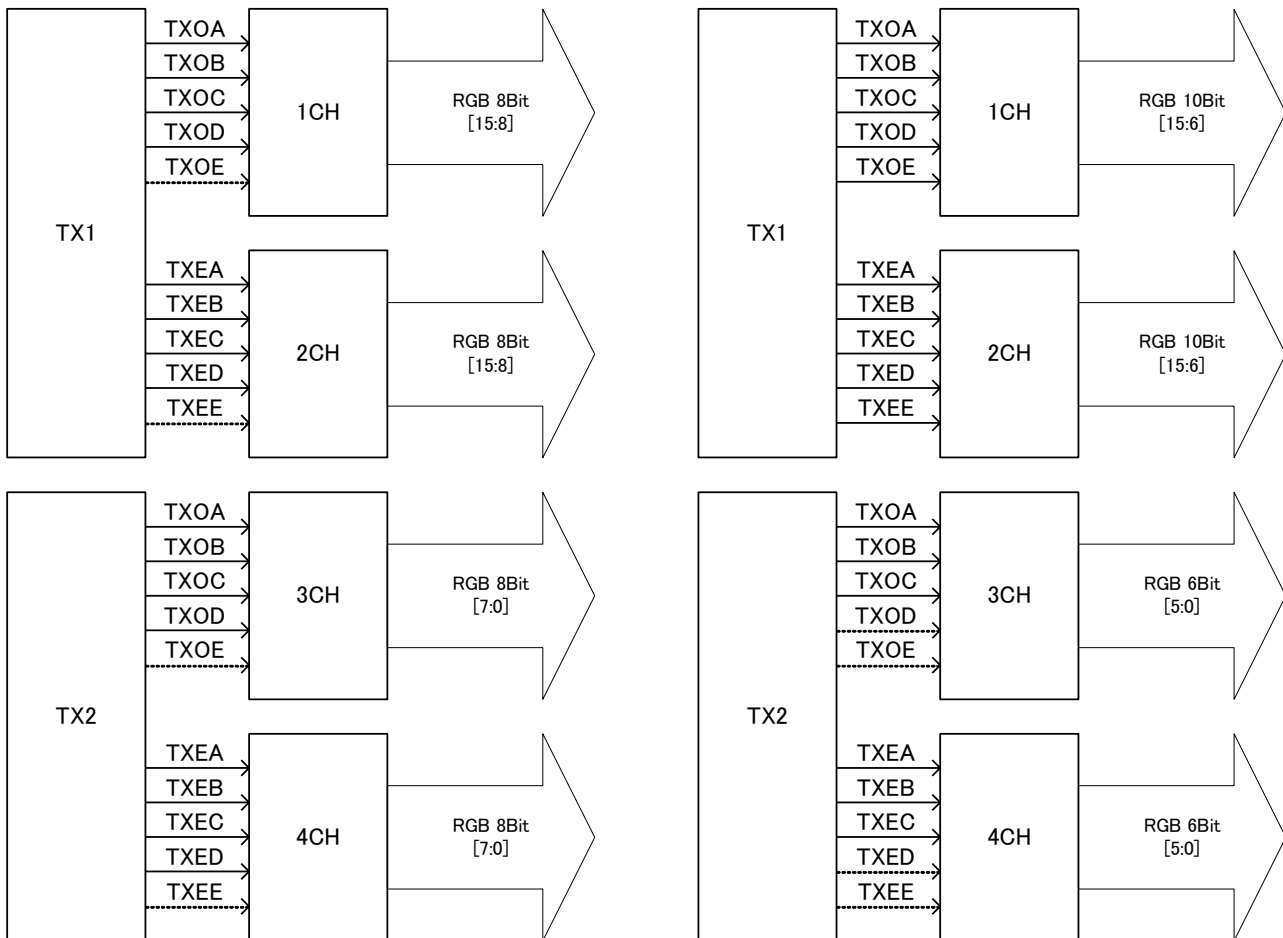 TX1
TXOA
TXOB
TXOC
TXOD
TXOE
1CH
RGB 8Bit
[15:8]
TXEA
TXEB
TXEC
TXED
TXEE
2CH
RGB 8Bit
[15:8]
TX2
TXOA
TXOB
TXOC
TXOD
TXOE
3CH
RGB 8Bit
[7:0]
TXEA
TXEB
TXEC
TXED
TXEE
4CH
RGB 8Bit
[7:0]
TX1
TXOA
TXOB
TXOC
TXOD
TXOE
1CH
RGB 10Bit
[15:6]
TXEA
TXEB
TXEC
TXED
TXEE
2CH
RGB 10Bit
[15:6]
TX2
TXOA
TXOB
TXOC
TXOD
TXOE
3CH
RGB 6Bit
[5:0]
TXEA
TXEB
TXEC
TXED
TXEE
4CH
RGB 6Bit
[5:0]